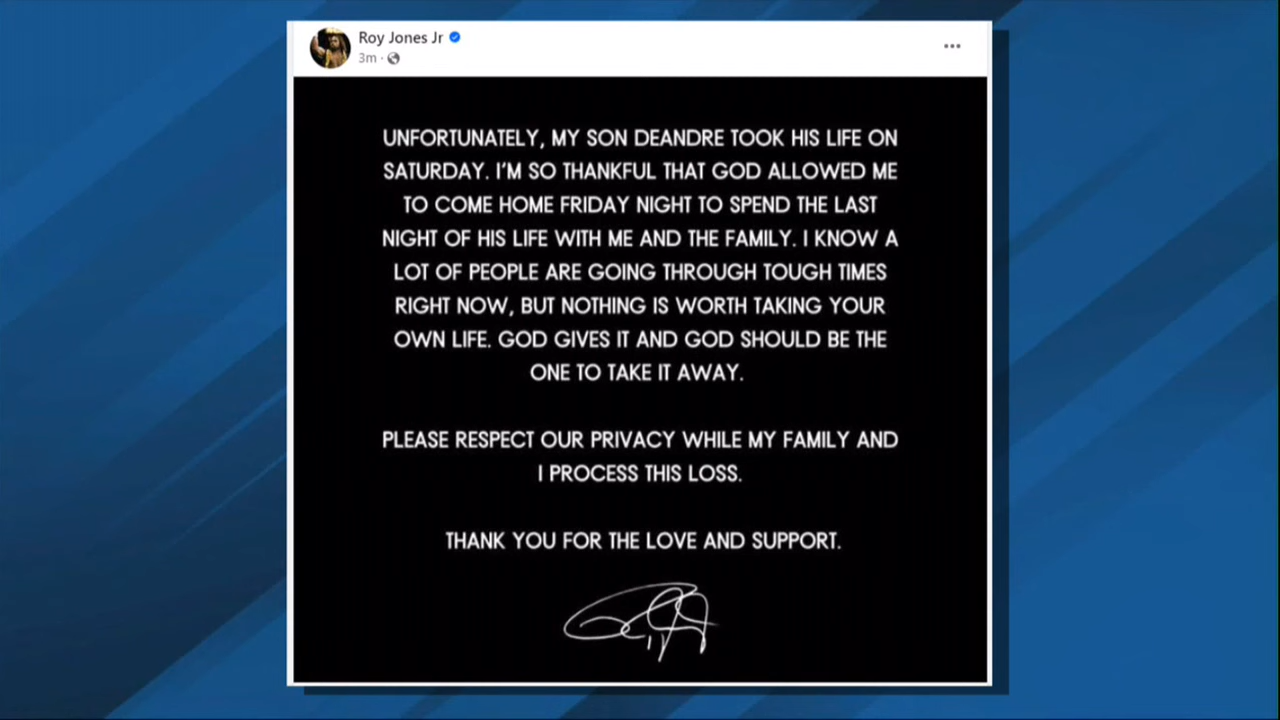 Roy Jones Jr
3m ·
UNFORTUNATELY, MY SON DEANDRE TOOK HIS LIFE ON
SATURDAY. I'M SO THANKFUL THAT GOD ALLOWED ME
TO COME HOME FRIDAY NIGHT TO SPEND THE LAST
NIGHT OF HIS LIFE WITH ME AND THE FAMILY. I KNOW A
LOT OF PEOPLE ARE GOING THROUGH TOUGH TIMES
RIGHT NOW, BUT NOTHING IS WORTH TAKING YOUR
OWN LIFE. GOD GIVES IT AND GOD SHOULD BE THE
ONE TO TAKE IT AWAY.
PLEASE RESPECT OUR PRIVACY WHILE MY FAMILY AND
I PROCESS THIS LOSS.
THANK YOU FOR THE LOVE AND SUPPORT.